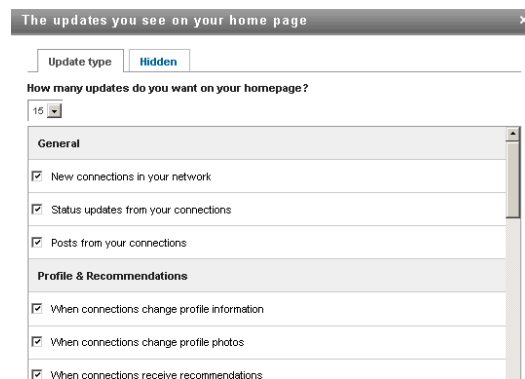 The updates you see on your home page
Update type Hidden
How many updates do you want on your homepage?
15
General
New connections in your network
Status updates from your connections
Posts from your connections
Profile & Recommendations
When connections change profile information
When connections change profile photos
When connections receive recommendations